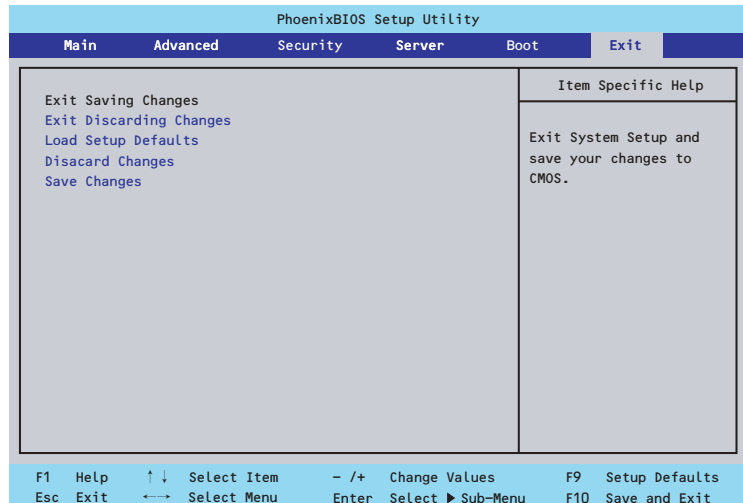 PhoenixBIOS Setup Utility
Main Advanced Security Server Boot Exit
Item Specific Help
Exit Saving Changes
Exit Discarding Changes
Load Setup Defaults
Disacard Changes
Save Changes
Exit System Setup and
save your changes to
CMOS.
F1 Help ↑↓ Select Item - /+ Change Values F9 Setup Defaults
Esc Exit ←→ Select Menu Enter Select ▶ Sub-Menu F10 Save and Exit